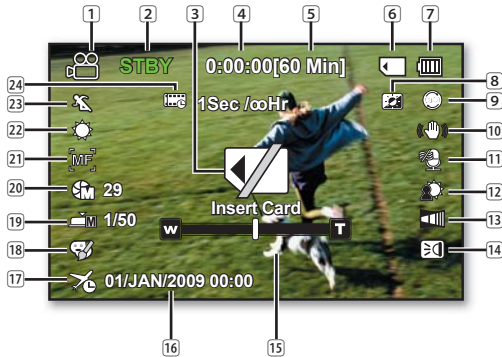 1 2 3 4 5 6 7
STBY 0:00:00[60 Min]
8
24 1Sec /∞Hr 9
23
22 10
21 MF 11
20 M 29 12
Insert Card
19 M 1/50 13
W T
18 14
17 01/JAN/2009 00:00
16 15